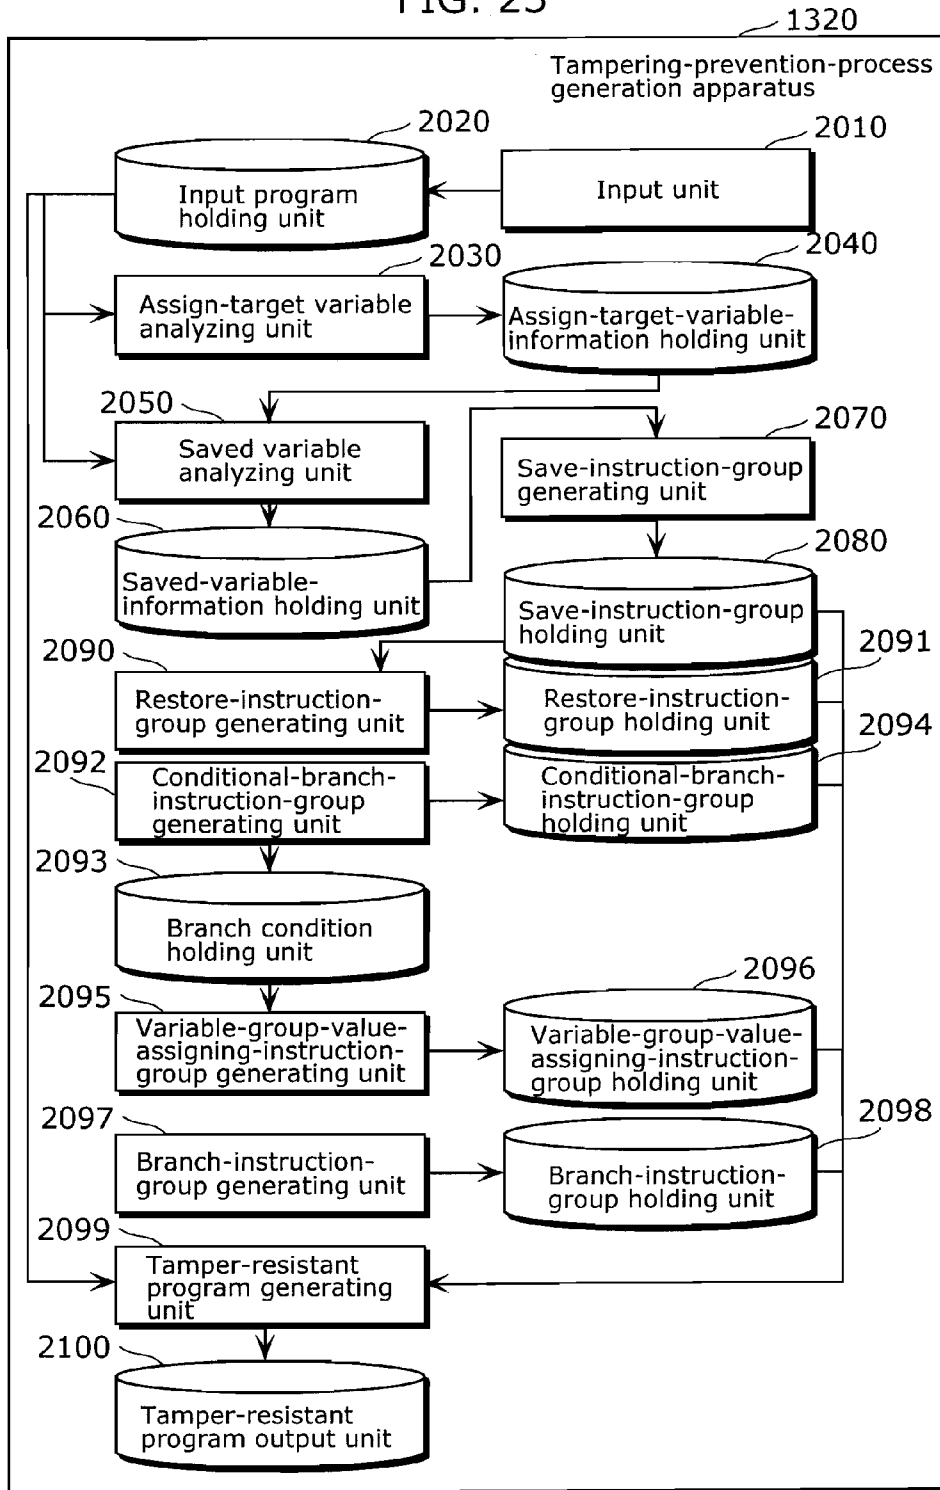 FIG. 25
1320
Tampering-prevention-process
generation apparatus
2020
2010
Input program
holding unit
Input unit
2030
2040
Assign-target variable
analyzing unit
Assign-target-variable-
information holding unit
2050
2070
Saved variable
analyzing unit
Save-instruction-group
generating unit
2060
2080
Saved-variable-
information holding unit
Save-instruction-group
holding unit
2090
2091
Restore-instruction-
group generating unit
Restore-instruction-
group holding unit
2092
2094
Conditional-branch-
instruction-group
generating unit
Conditional-branch-
instruction-group
holding unit
2093
Branch condition
holding unit
2095
2096
Variable-group-value-
assigning-instruction-
group generating unit
Variable-group-value-
assigning-instruction-
group holding unit
2097
2098
Branch-instruction-
group generating unit
Branch-instruction-
group holding unit
2099
Tamper-resistant
program generating
unit
2100
Tamper-resistant
program output unit